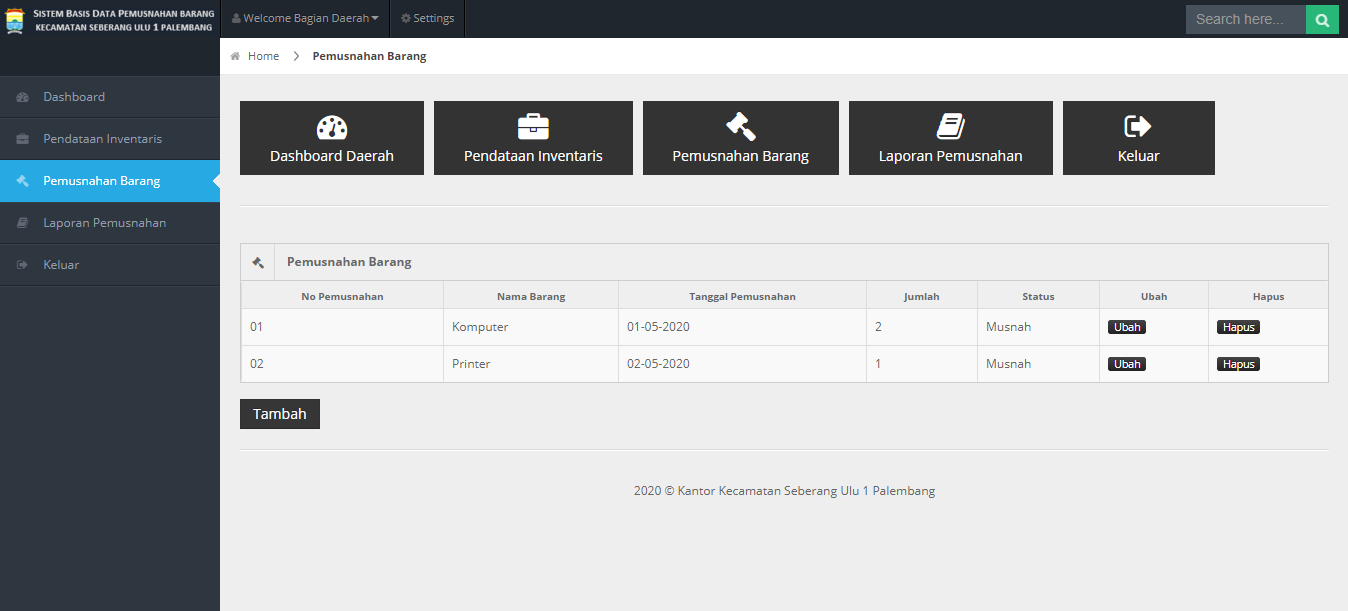 SISTEM BASIS DATA PEMUSNAHAN BARANG
KECAMATAN SEBERANG ULU 1 PALEMBANG
Welcome Bagian Daerah
Settings
Search here...
Home
Pemusnahan Barang
Dashboard
Pendataan Inventaris
Pemusnahan Barang
Laporan Pemusnahan
Keluar
Dashboard Daerah
Pendataan Inventaris
Pemusnahan Barang
Laporan Pemusnahan
Keluar
Pemusnahan Barang
No Pemusnahan Nama Barang Tanggal Pemusnahan Jumlah Status Ubah Hapus
01 Komputer 01-05-2020 2 Musnah Ubah Hapus
02 Printer 02-05-2020 1 Musnah Ubah Hapus
Tambah
2020 © Kantor Kecamatan Seberang Ulu 1 Palembang